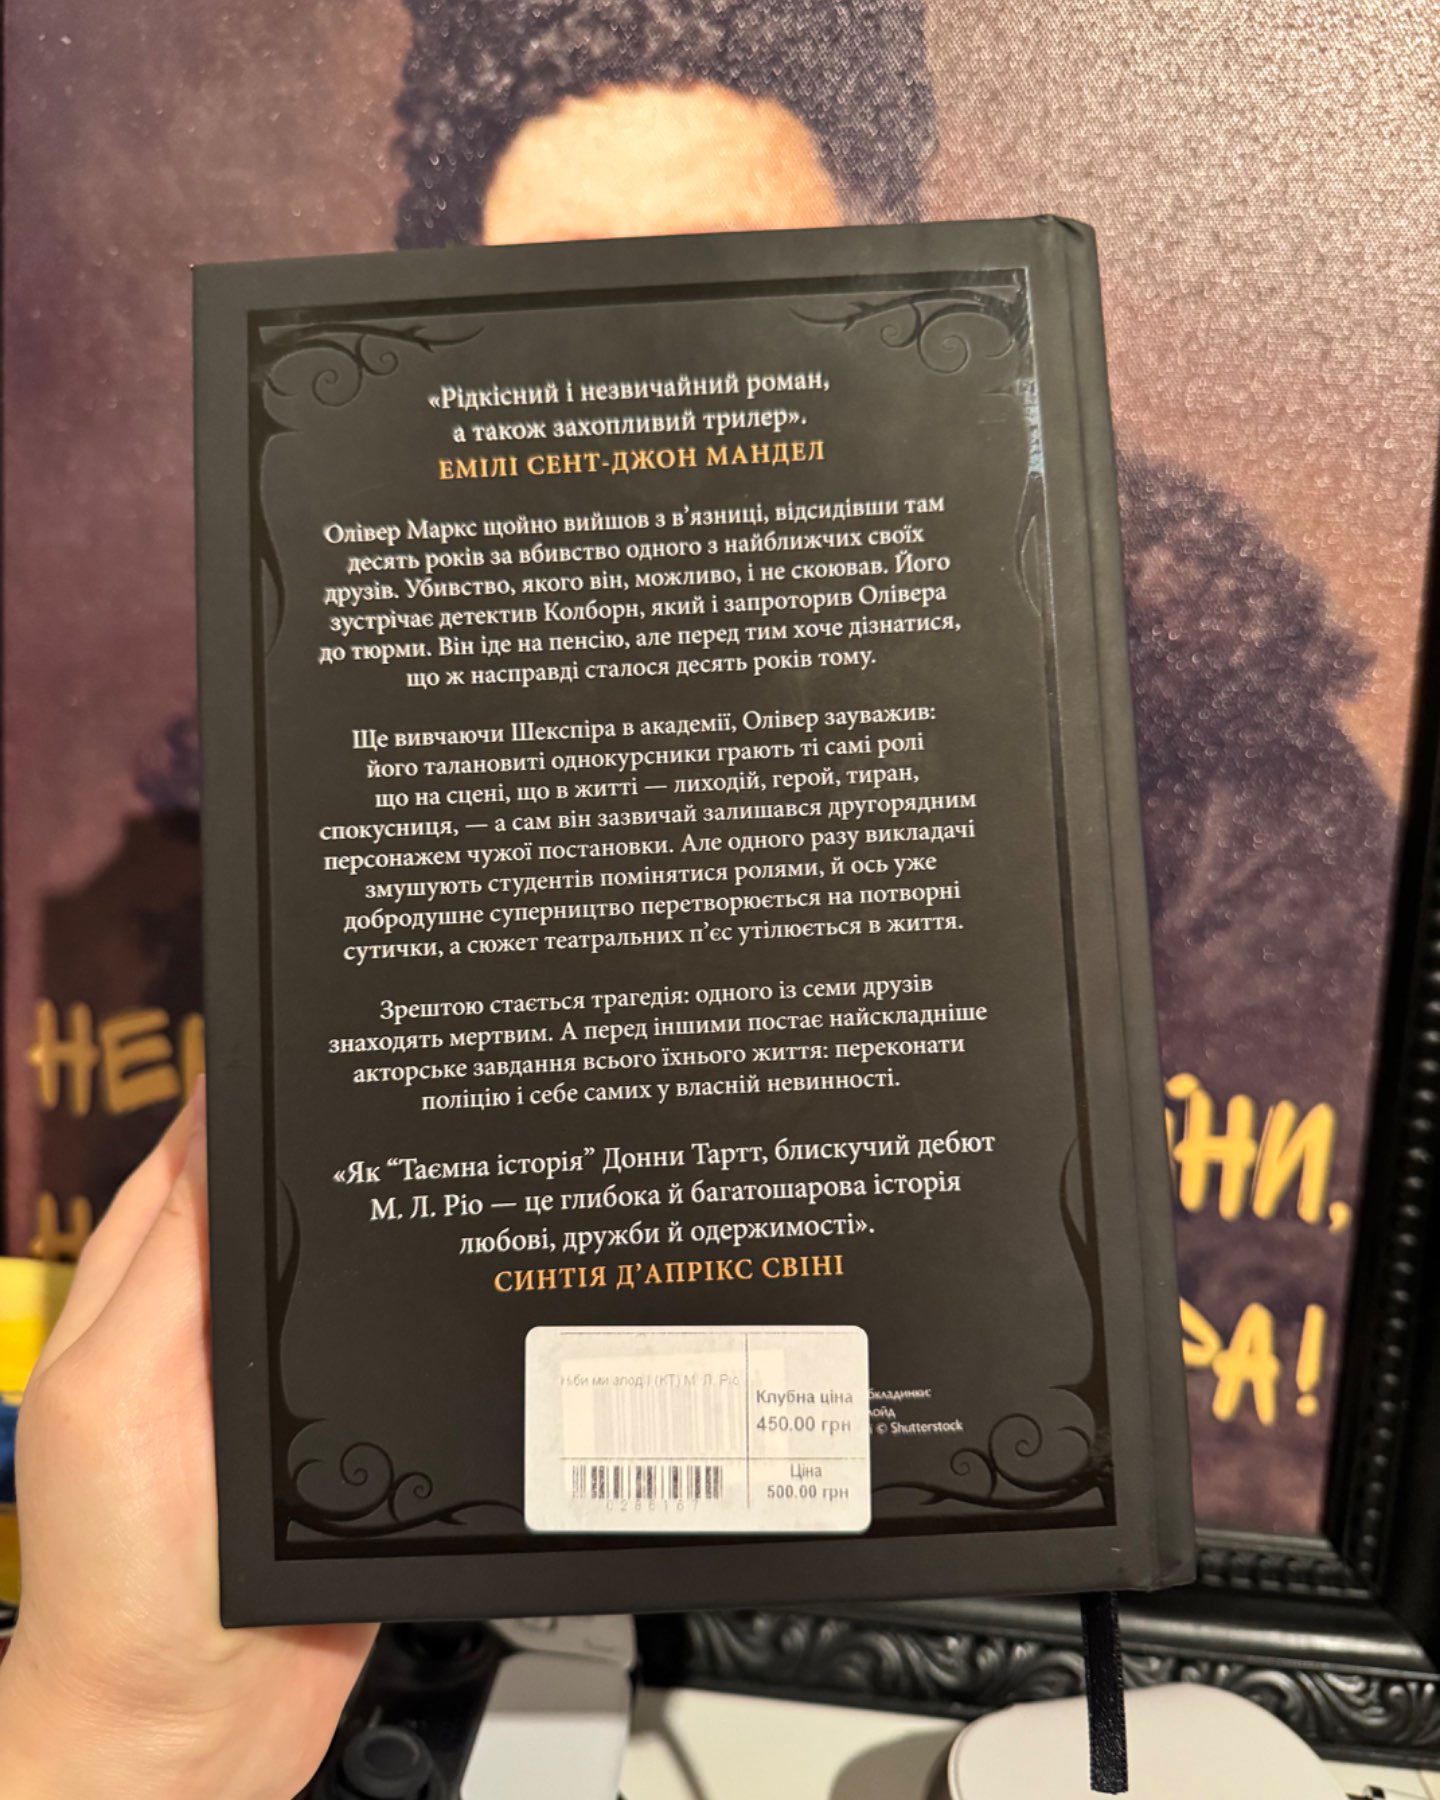 «Рідкісний і незвичайний роман,
а також захопливий трилер».
ЕМІЛІ СЕНТ-ДЖОН МАНДЕЛ
Олівер Маркс щойно вийшов з в’язниці, відсидівши там
десять років за вбивство одного з найближчих своїх
друзів. Убивство, якого він, можливо, і не скоював. Його
зустрічає детектив Колборн, який і запроторив Олівера
до тюрми. Він іде на пенсію, але перед тим хоче дізнатися,
що ж насправді сталося десять років тому.
Ще вивчаючи Шекспіра в академії, Олівер зауважив:
його талановиті однокурсники грають ті самі ролі
що на сцені, що в житті — лиходій, герой, тиран,
спокусниця, — а сам він зазвичай залишався другорядним
персонажем чужої постановки. Але одного разу викладачі
змушують студентів помінятися ролями, й ось уже
добродушне суперництво перетворюється на потворні
сутички, а сюжет театральних п’єс утілюється в життя.
Зрештою стається трагедія: одного із семи друзів
знаходять мертвим. А перед іншими постає найскладніше
акторське завдання всього їхнього життя: переконати
поліцію і себе самих у власній невинності.
«Як “Таємна історія” Донни Тартт, блискучий дебют
М. Л. Ріо — це глибока й багатошарова історія
любові, дружби й одержимості».
СИНТІЯ Д’АПРІКС СВІНІ
ми злод.) (КТ) М. Л. Ріо
Клубна ціна
450.00 грн
Ціна
500.00 грн
0286167
© Shutterstock